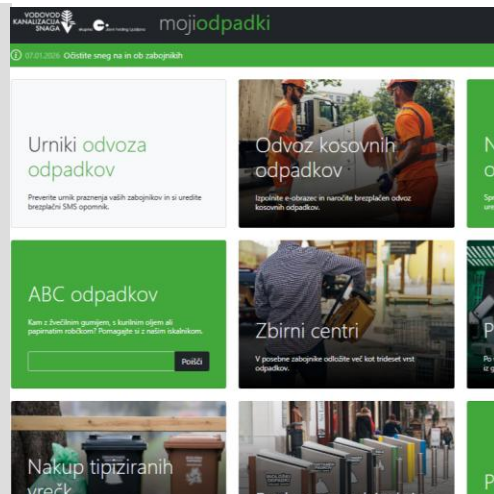 VODOVOD
KANALIZACIJA
SNAGA
mojiodpadki
07.01.2026 Očistite sneg na in ob zabojnikih
Urniki odvoza
odpadkov
Preverite urnik praznjenja vaših zabojnikov in si uredite
brezplačni SMS opomnik.
Odvoz kosovnih
odpadkov
Izpolnite e-obrazec in naročite brezplačen odvoz
kosovnih odpadkov.
ABC odpadkov
Kam z žvečilnim gumijem, s kurilnim oljem ali
papirnatim robčkom? Pomagajte si z našim iskalnikom.
Poišči
Zbirni centri
V posebne zabojnike odložite več kot trideset vrst
odpadkov.
Nakup tipiziranih
vrečk